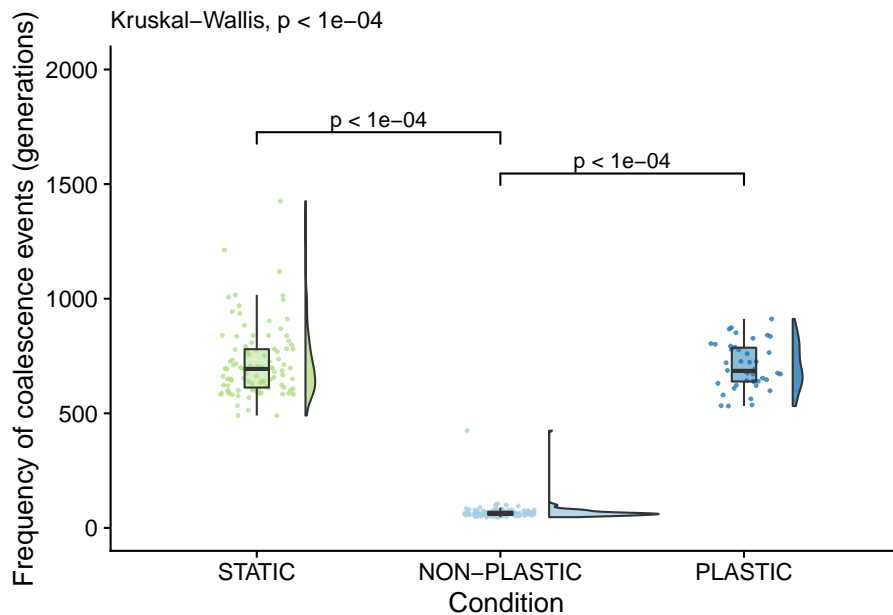 Kruskal−Wallis, p < 1e−04
Frequency of coalescence events (generations)
2000
1500
1000
500
0
p < 1e−04
p < 1e−04
STATIC
NON−PLASTIC
PLASTIC
Condition